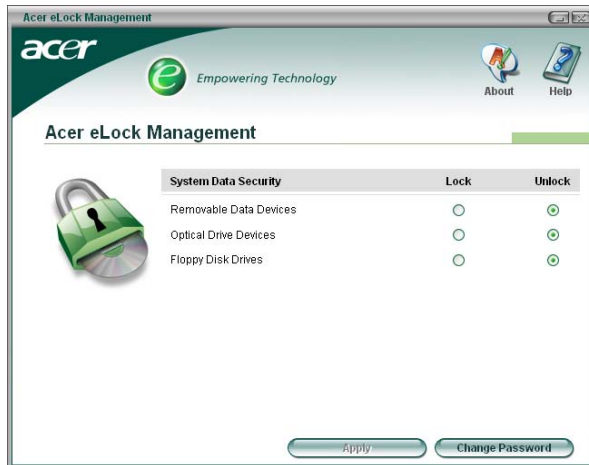 Acer eLock Management
acer
e Empowering Technology
About Help
Acer eLock Management
System Data Security Lock Unlock
Removable Data Devices
Optical Drive Devices
Floppy Disk Drives
Apply Change Password